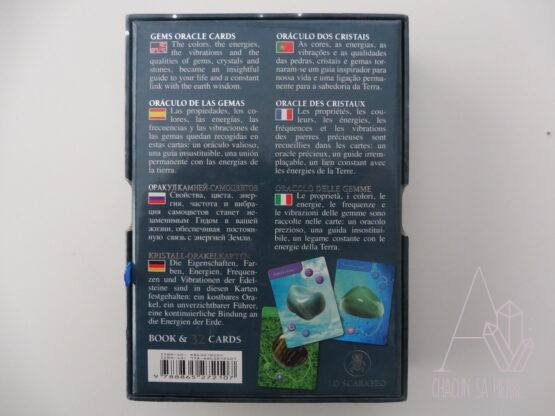 GEMS ORACLE CARDS
The colors, the energies,
the vibrations and the
qualities of gems, crystals and
stones, became an insightful
guide to your life and a constant
link with the earth wisdom.
ORÁCULO DOS CRISTAIS
As cores, as energias, as
vibrações e as qualidades
das pedras, cristais e gemas tor-
naram-se um guia inspirador para
nossa vida e uma ligação perma-
nente para a sabedoria da Terra.
ORÁCULO DE LAS GEMAS
Las propiedades, los co-
lores, las energías, las
frecuencias y las vibraciones
de las gemas quedan recogidas en
estas cartas: un oráculo valioso,
una guía insustituible, una unión
permanente con las energías de
la tierra.
ORACLE DES CRISTAUX
Les propriétés, les cou-
leurs, les énergies, les
fréquences et les vibrations
des pierres précieuses sont
recueillies dans les cartes: un
oracle précieux, un guide irrem-
plaçable, un lien constant avec
les énergies de la Terre.
ОРАКУЛ КАМНЕЙ-САМОЦВЕТОВ
Свойства, цвета, энер-
гия, частота и вибра-
ция самоцветов станет не-
заменимым Гидом в вашей
жизни, обеспечивая постоян-
ную связь с энергией Земли.
ORACOLO DELLE GEMME
Le proprietà, i colori, le
energie, le frequenze e
le vibrazioni delle gemme sono
raccolte nelle carte: un oracolo
prezioso, una guida insostitui-
bile, un legame costante con le
energie della Terra.
KRISTALL-ORAKELKARTEN
Die Eigenschaften, Far-
ben, Energien, Frequen-
zen und Vibrationen der Edel-
steine sind in diesen Karten
festgehalten: ein kostbares Ora-
kel, ein unverzichtbarer Führer,
eine kontinuierliche Bindung an
die Energien der Erde.
BOOK & 32 CARDS
9 788865 272107
LO SCARABEO
CHACUN SA PIERRE